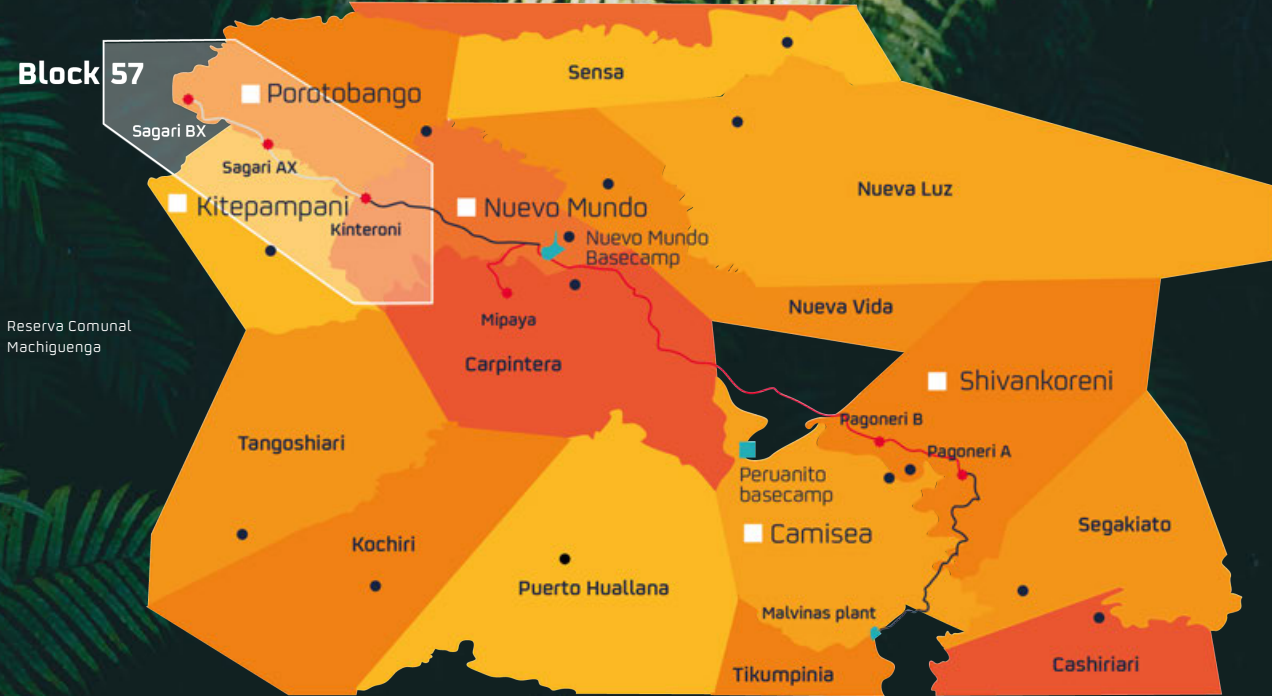 Block 57
Sensa
Porotobango
Sagari BX
Sagari AX
Nueva Luz
Kitepampani
Nuevo Mundo
Kinteroni
Nuevo Mundo
Basecamp
Nueva Vida
Mipaya
Reserva Comunal
Machiguenga
Carpintera
Shivankoreni
Pagoneri B
Tangoshiari
Pagoneri A
Peruanito
basecamp
Segakiato
Camisea
Kochiri
Puerto Huallana
Malvinas plant
Cashiriari
Tikumpinia